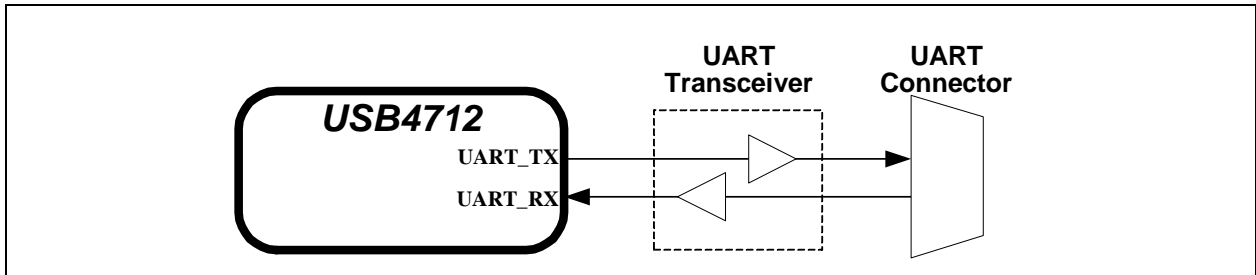 UART
Transceiver
UART
Connector
USB4712
UART_TX
UART_RX